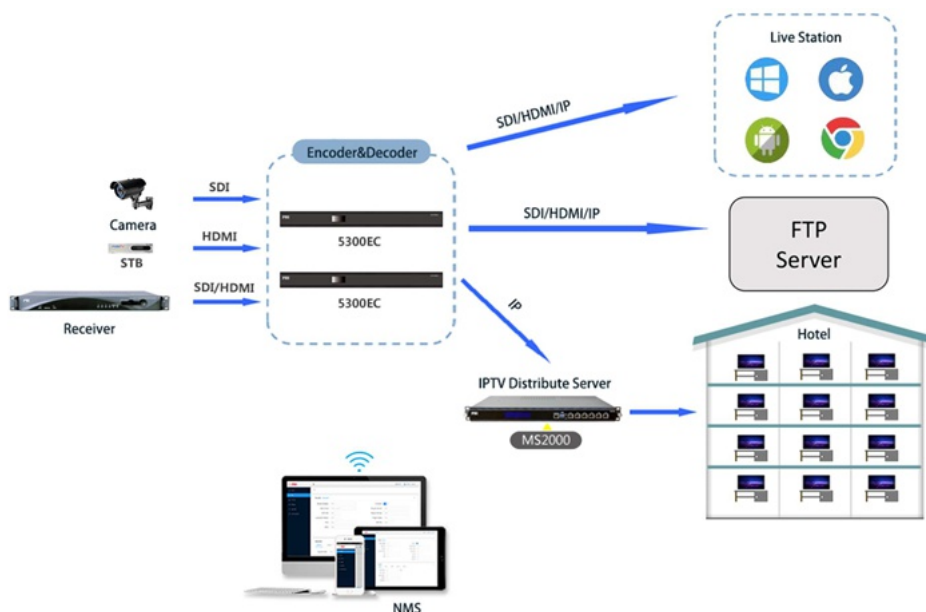 Live Station
SDI/HDMI/IP
Encoder&Decoder
SDI
Camera
HDMI
STB
SDI/HDMI
Receiver
5300EC
5300EC
SDI/HDMI/IP
FTP
Server
IP
Hotel
IPTV Distribute Server
MS2000
NMS